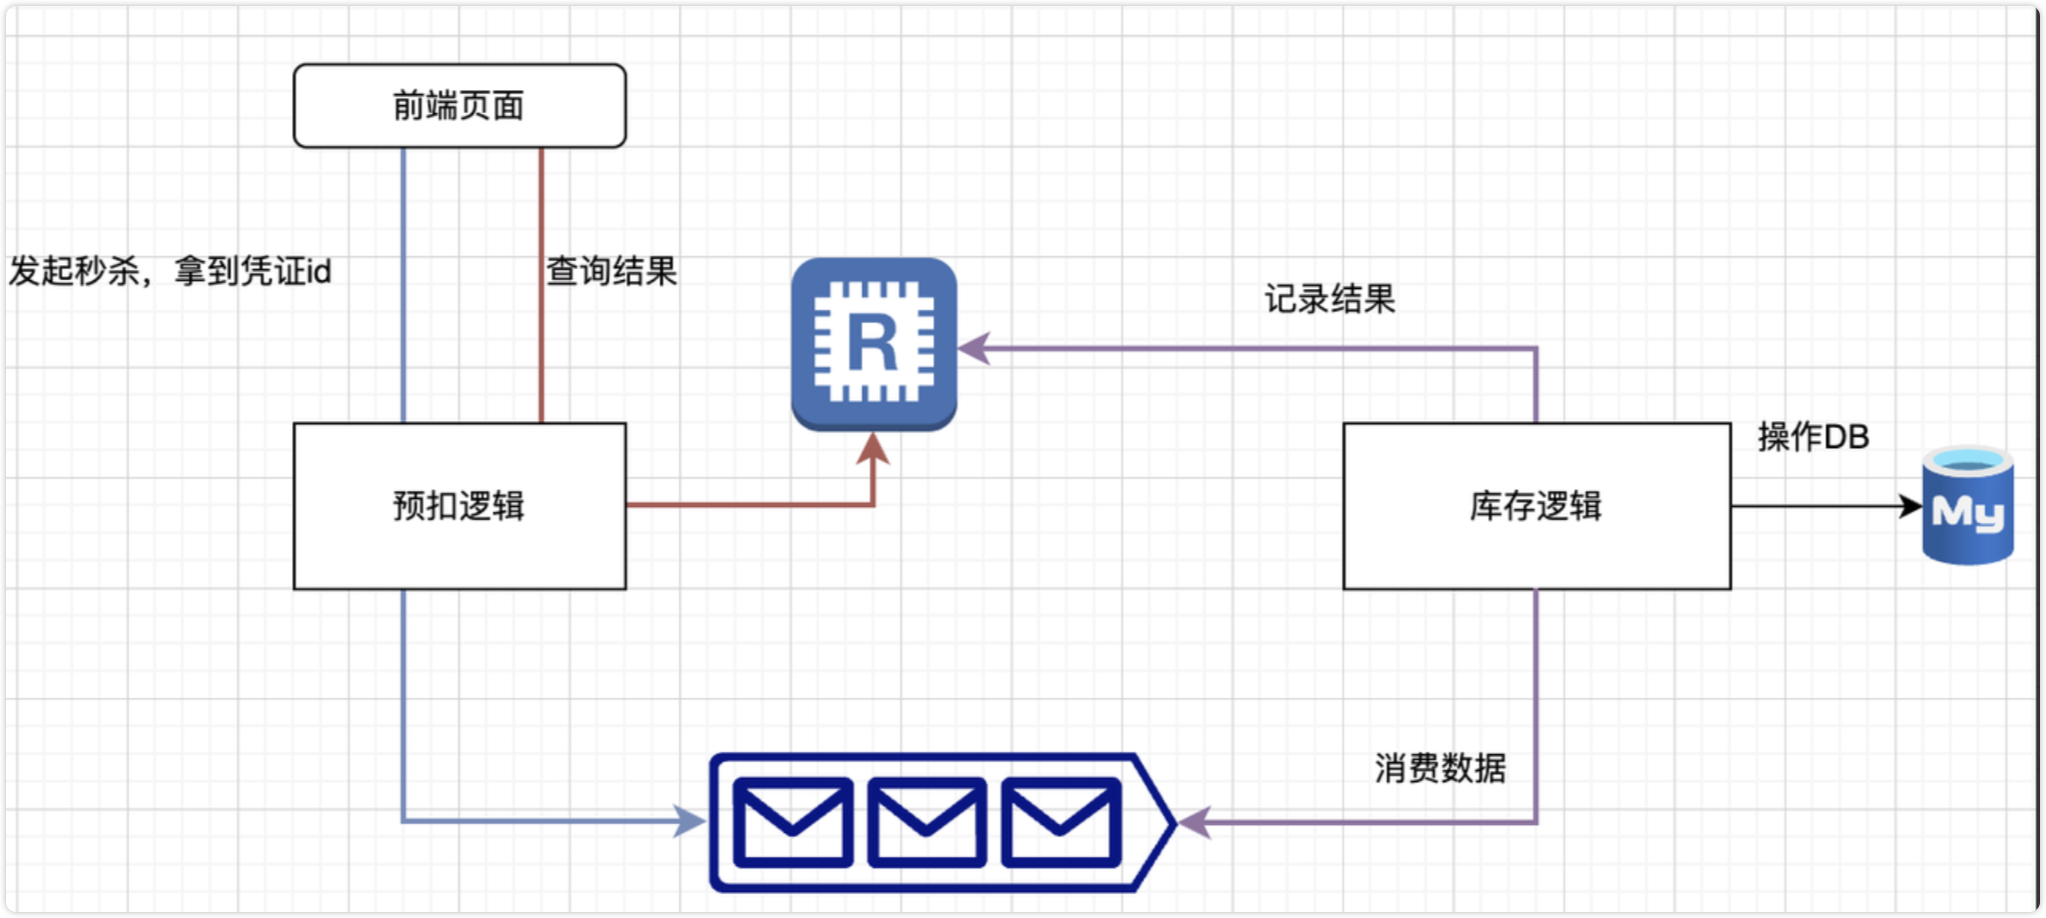 前端页面
发起秒杀，拿到凭证id
查询结果
R
记录结果
预扣逻辑
库存逻辑
操作DB
My
消费数据